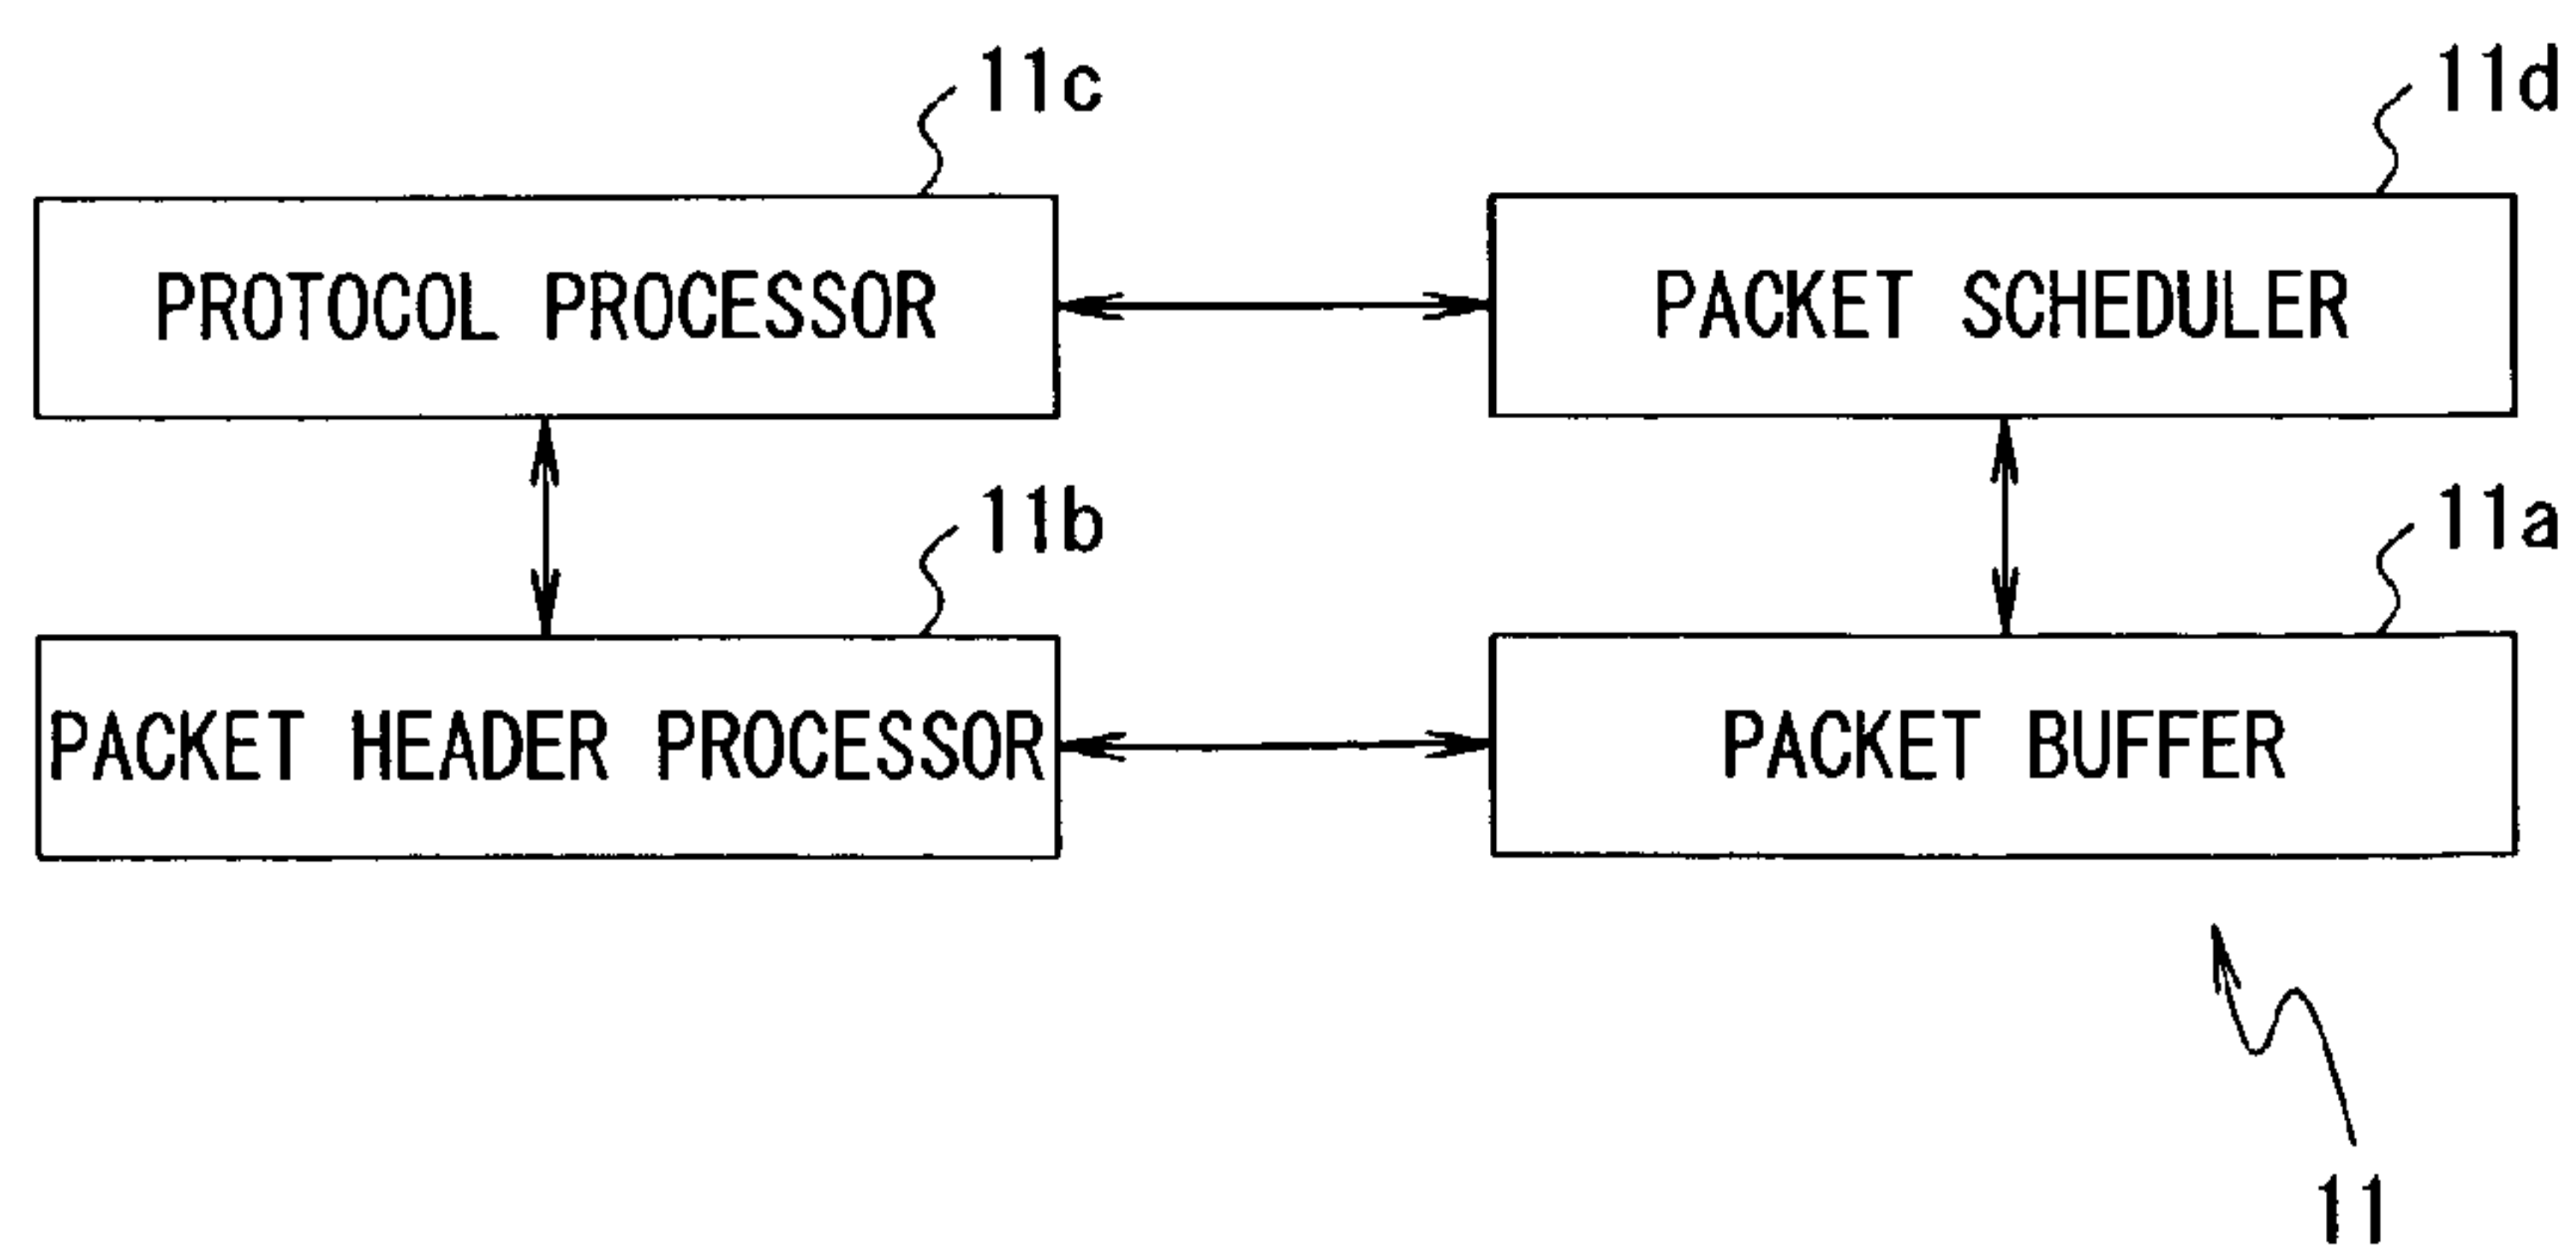 11c
11d
PROTOCOL PROCESSOR
PACKET SCHEDULER
11b
11a
PACKET HEADER PROCESSOR
PACKET BUFFER
11